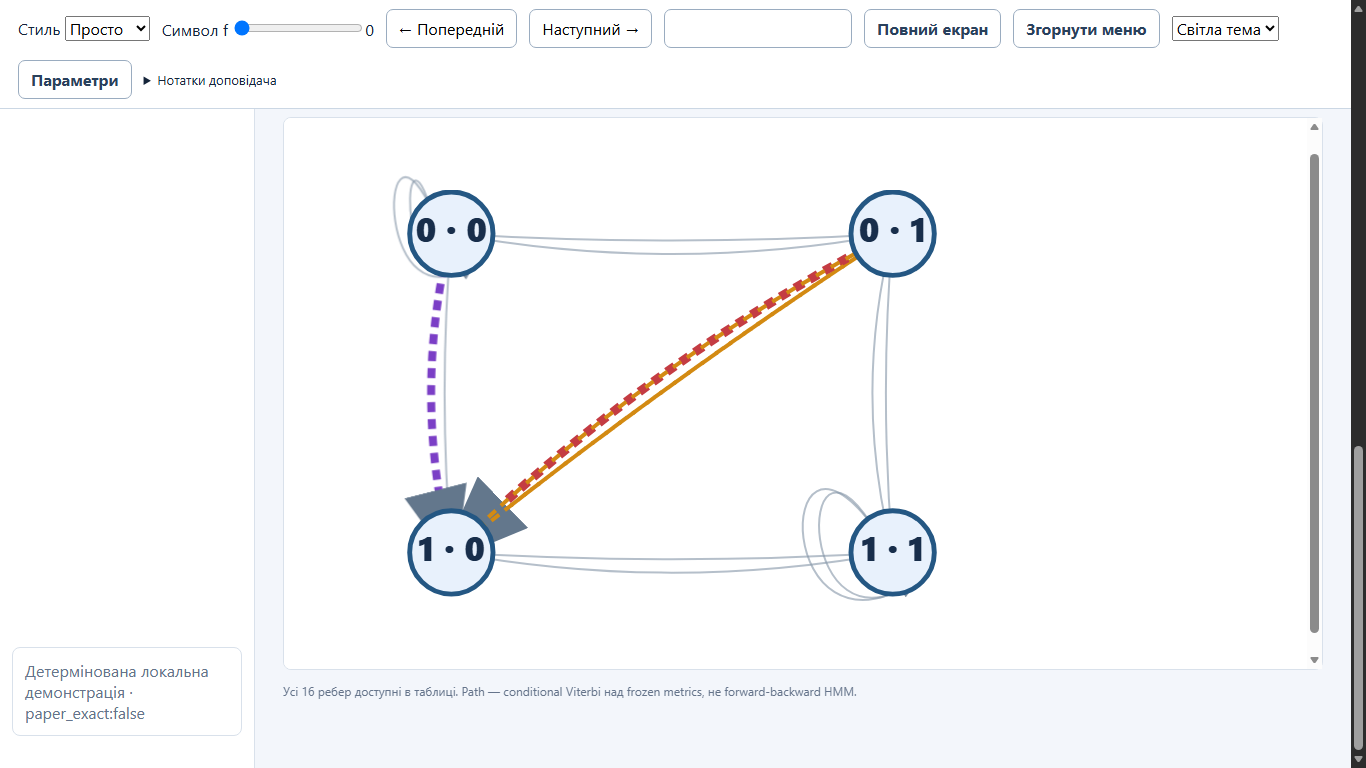 Стиль Просто Символ f 0 ← Попередній Наступний → Повний екран Згорнути меню Світла тема
Параметри ▶ Нотатки доповідача
0 · 0 0 · 1
1 · 0 1 · 1
Детермінована локальна
демонстрація ·
paper_exact:false
Усі 16 ребер доступні в таблиці. Path — conditional Viterbi над frozen metrics, не forward-backward HMM.